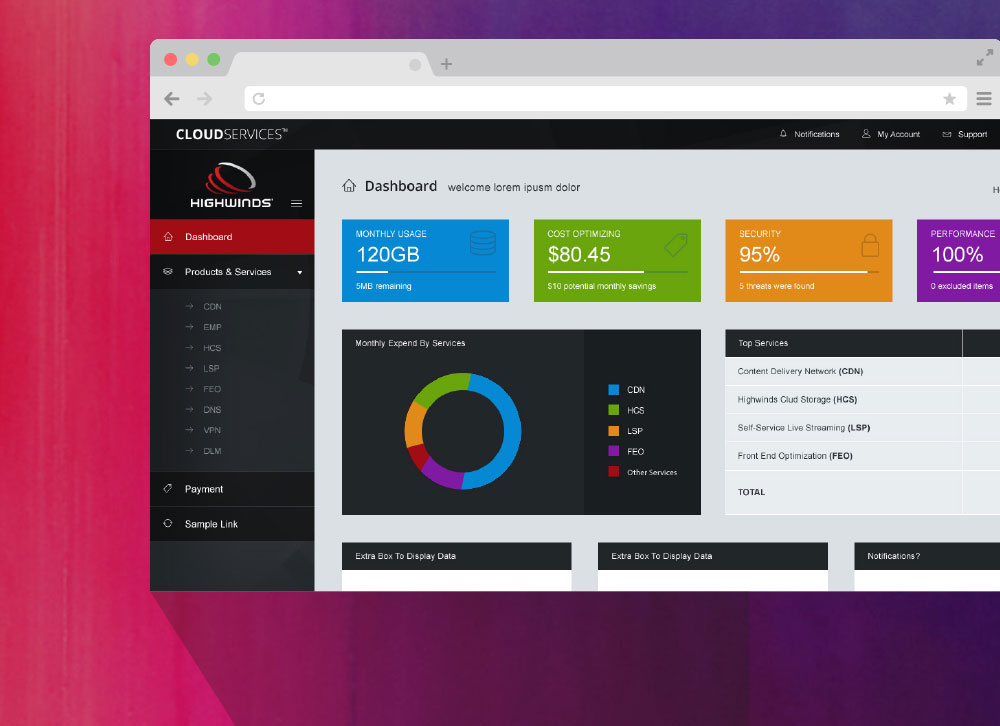 CLOUDSERVICES™
Notifications
My Account
Support
HIGHWINDS®
Dashboard
Products & Services
CDN
EMP
HCS
LSP
FEO
DNS
VPN
DLM
Payment
Sample Link
Dashboard welcome lorem ipusm dolor
MONTHLY USAGE
120GB
5MB remaining
COST OPTIMIZING
$80.45
$10 potential monthly savings
SECURITY
95%
5 threats were found
PERFORMANCE
100%
0 excluded items
Monthly Expend By Services
CDN
HCS
LSP
FEO
Other Services
Top Services
Content Delivery Network (CDN)
Highwinds Clud Storage (HCS)
Self-Service Live Streaming (LSP)
Front End Optimization (FEO)
TOTAL
Extra Box To Display Data
Extra Box To Display Data
Notifications?